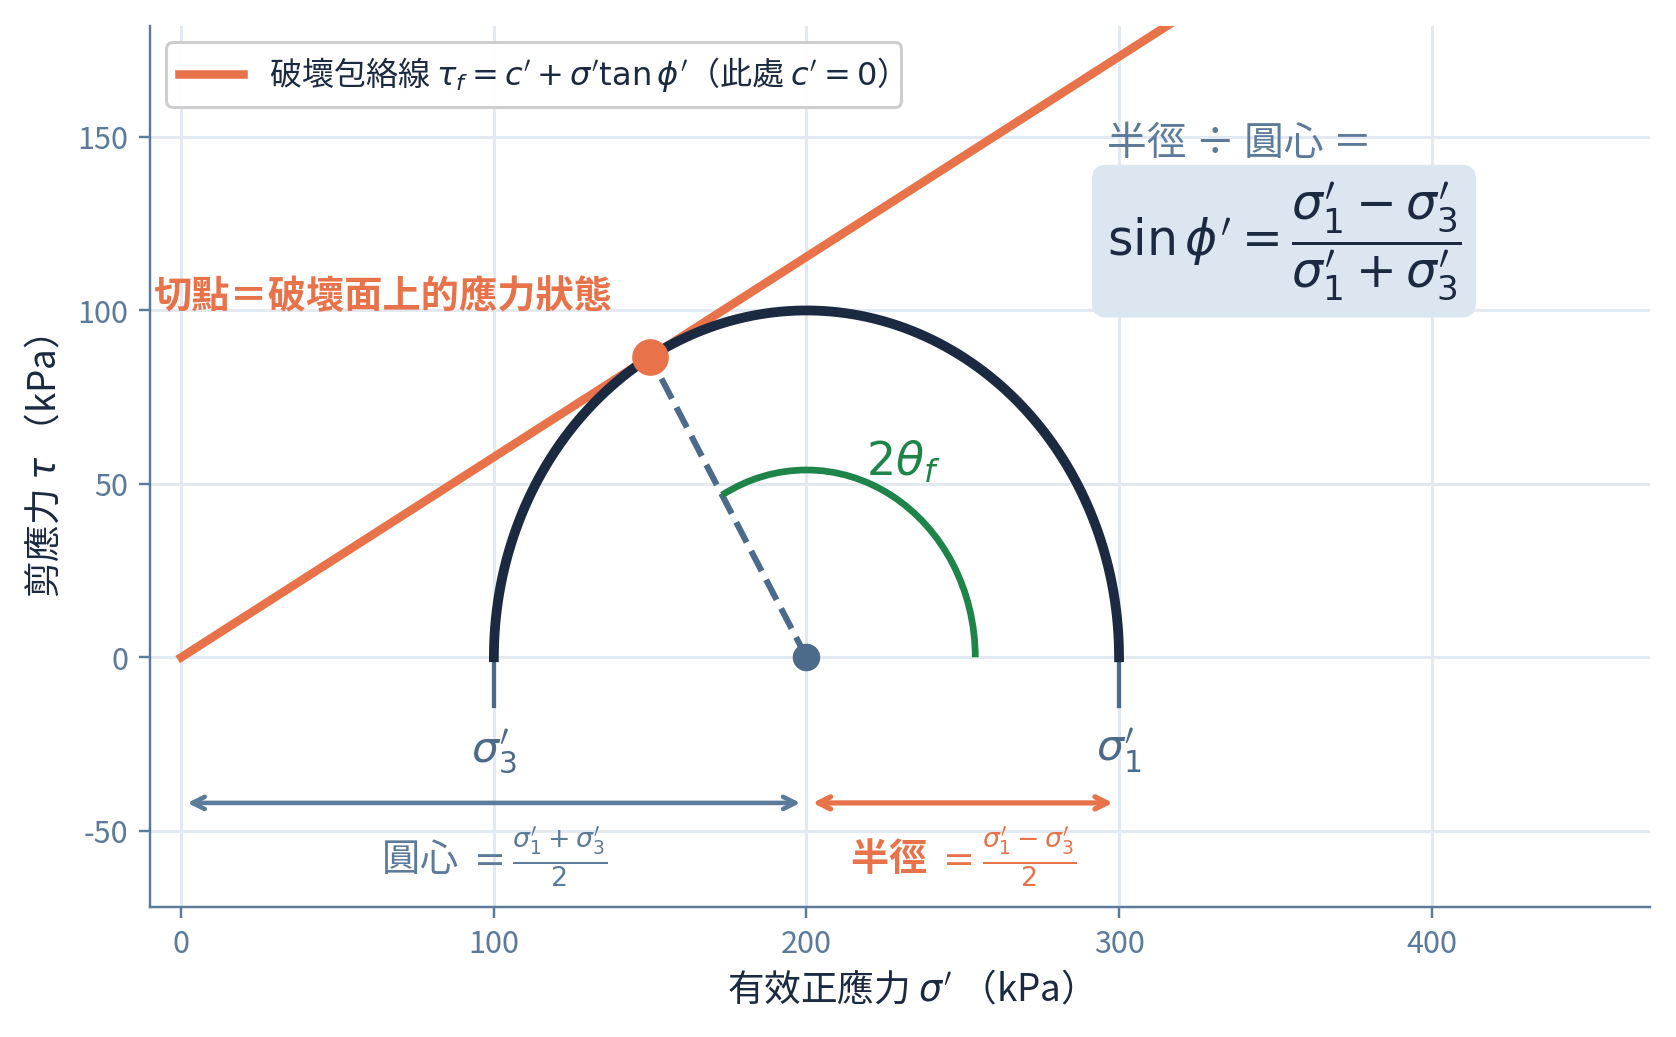 破壞包絡線 τ_f = c′ + σ′tan ϕ′（此處 c′ = 0）
半徑 ÷ 圓心 ＝
sin ϕ′ = (σ′₁ − σ′₃)/(σ′₁ + σ′₃)
切點＝破壞面上的應力狀態
2θ_f
σ′₃
σ′₁
圓心 ＝ (σ′₁ + σ′₃)/2
半徑 ＝ (σ′₁ − σ′₃)/2
150
100
50
0
-50
剪應力 τ （kPa）
0 100 200 300 400
有效正應力 σ′ （kPa）